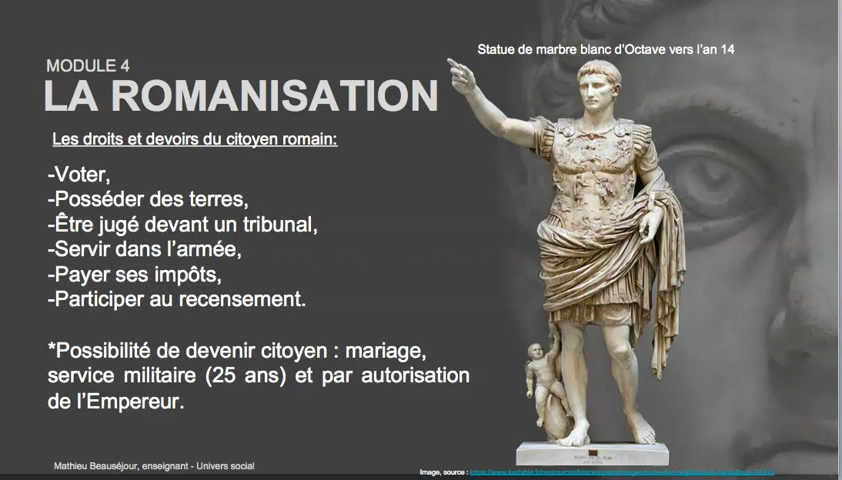 Statue de marbre blanc d'Octave vers l'an 14
MODULE 4
LA ROMANISATION
Les droits et devoirs du citoyen romain:
-Voter,
-Posséder des terres,
-Être jugé devant un tribunal,
-Servir dans l'armée,
-Payer ses impôts,
-Participer au recensement.
*Possibilité de devenir citoyen : mariage,
service militaire (25 ans) et par autorisation
de l'Empereur.
Mathieu Beauséjour, enseignant - Univers social
Image, source :